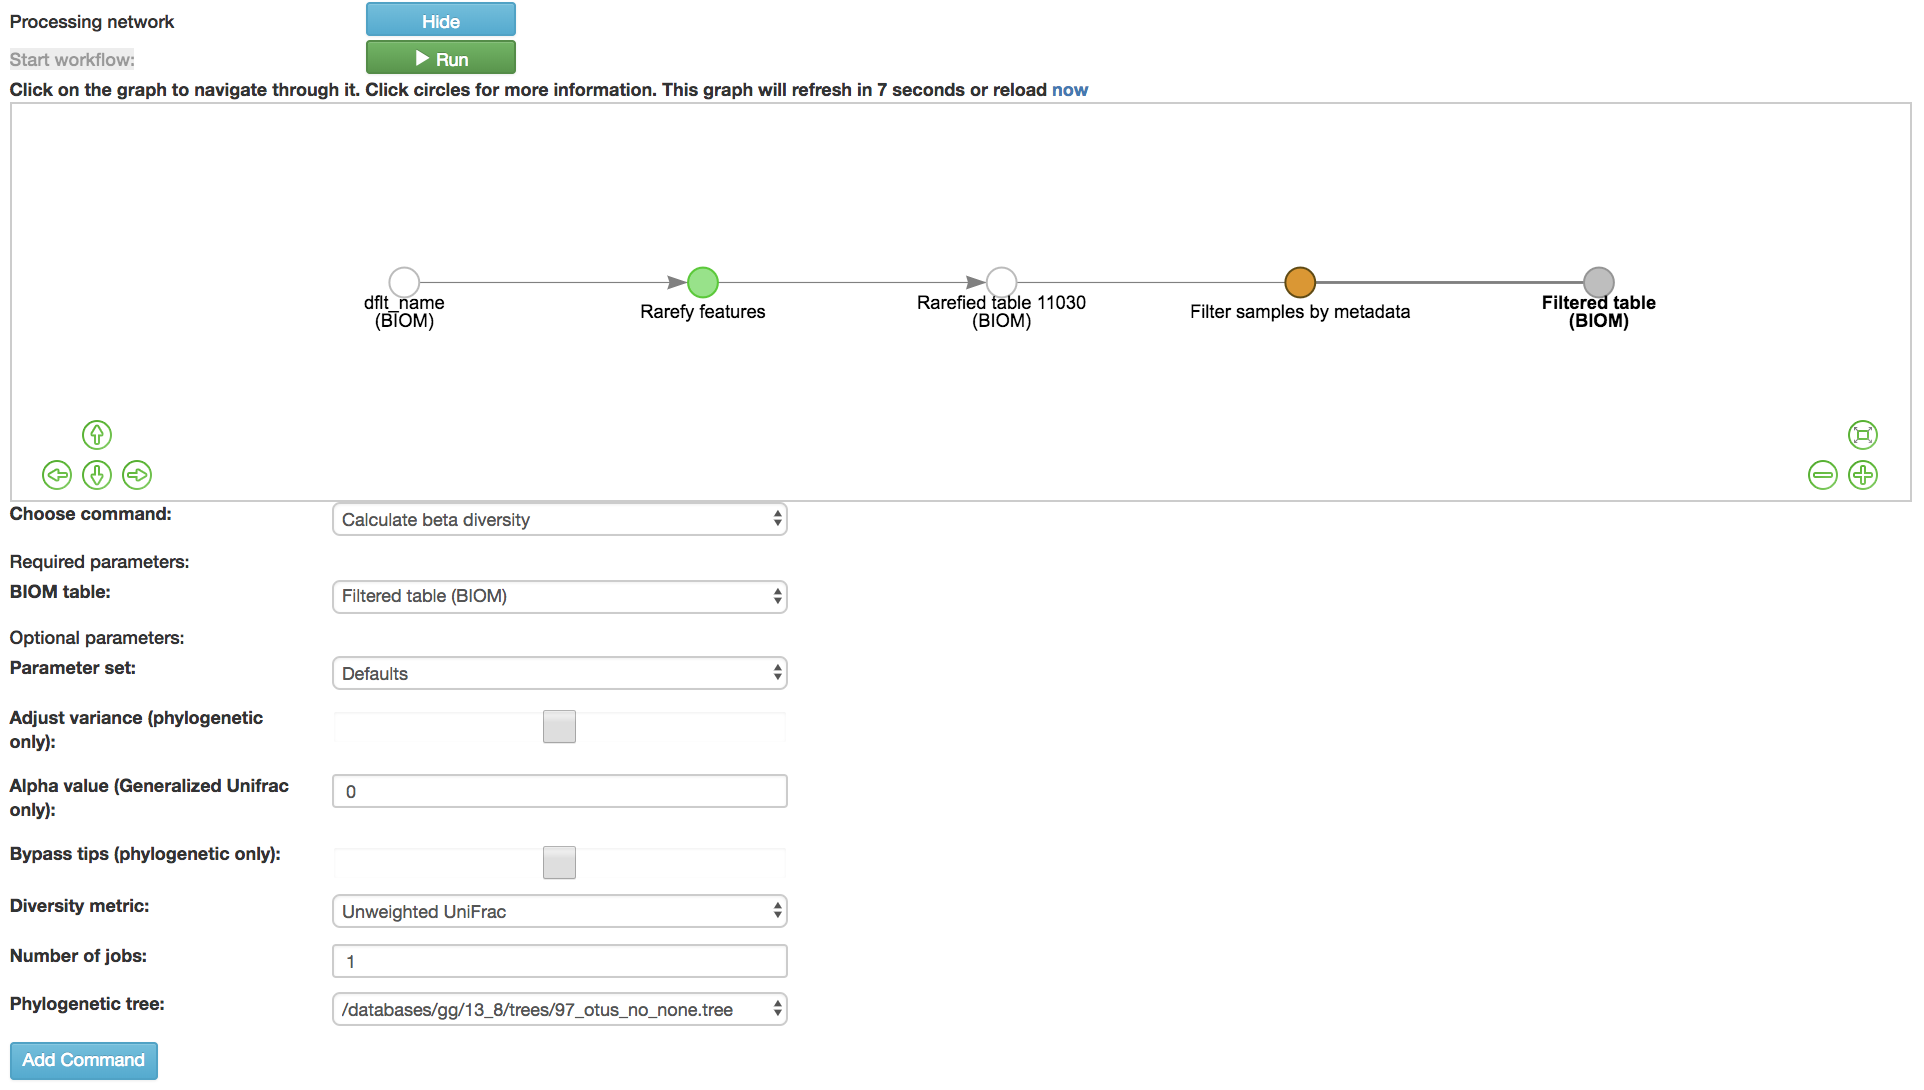 Processing network
Hide
Start workflow:
Run
Click on the graph to navigate through it. Click circles for more information. This graph will refresh in 7 seconds or reload now
dflt_name
(BIOM)
Rarefy features
Rarefied table 11030
(BIOM)
Filter samples by metadata
Filtered table
(BIOM)
Choose command:
Calculate beta diversity
Required parameters:
BIOM table:
Filtered table (BIOM)
Optional parameters:
Parameter set:
Defaults
Adjust variance (phylogenetic
only):
Alpha value (Generalized Unifrac
only):
0
Bypass tips (phylogenetic only):
Diversity metric:
Unweighted UniFrac
Number of jobs:
1
Phylogenetic tree:
/databases/gg/13_8/trees/97_otus_no_none.tree
Add Command